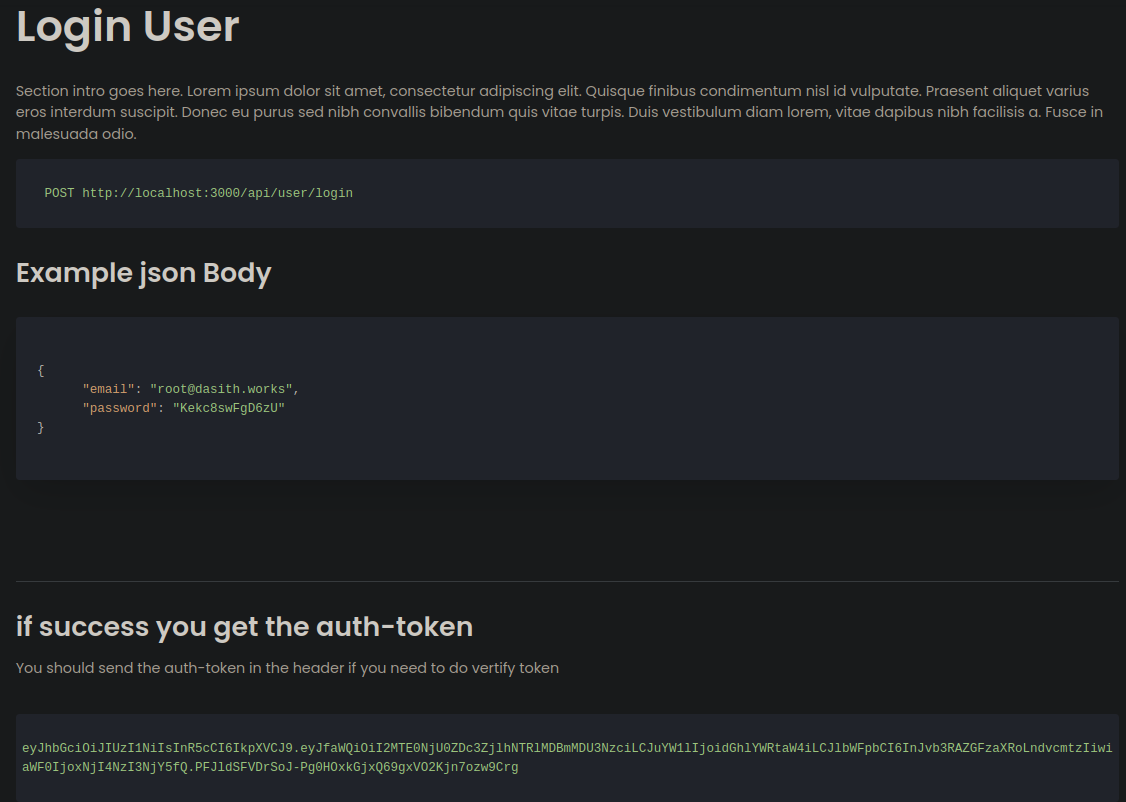 Login User
Section intro goes here. Lorem ipsum dolor sit amet, consectetur adipiscing elit. Quisque finibus condimentum nisl id vulputate. Praesent aliquet varius
eros interdum suscipit. Donec eu purus sed nibh convallis bibendum quis vitae turpis. Duis vestibulum diam lorem, vitae dapibus nibh facilisis a. Fusce in
malesuada odio.
POST http://localhost:3000/api/user/login
Example json Body
{
"email": "root@dasith.works",
"password": "Kekc8swFgD6zU"
}
if success you get the auth-token
You should send the auth-token in the header if you need to do vertify token
eyJhbGciOiJIUzI1NiIsInR5cCI6IkpXVCJ9.eyJfaWQiOiI2MTE0NjU0ZDc3ZjlhNTRlMDBmMDU3NzciLCJuYW1lIjoidGhlYWRtaW4iLCJlbWFpbCI6InJvb3RAZGFzaXRoLndvcmtzIiwi
aWF0IjoxNjI4NzI3NjY5fQ.PFJldSFVDrSoJ-Pg0HOxkGjxQ69gxVO2Kjn7ozw9Crg